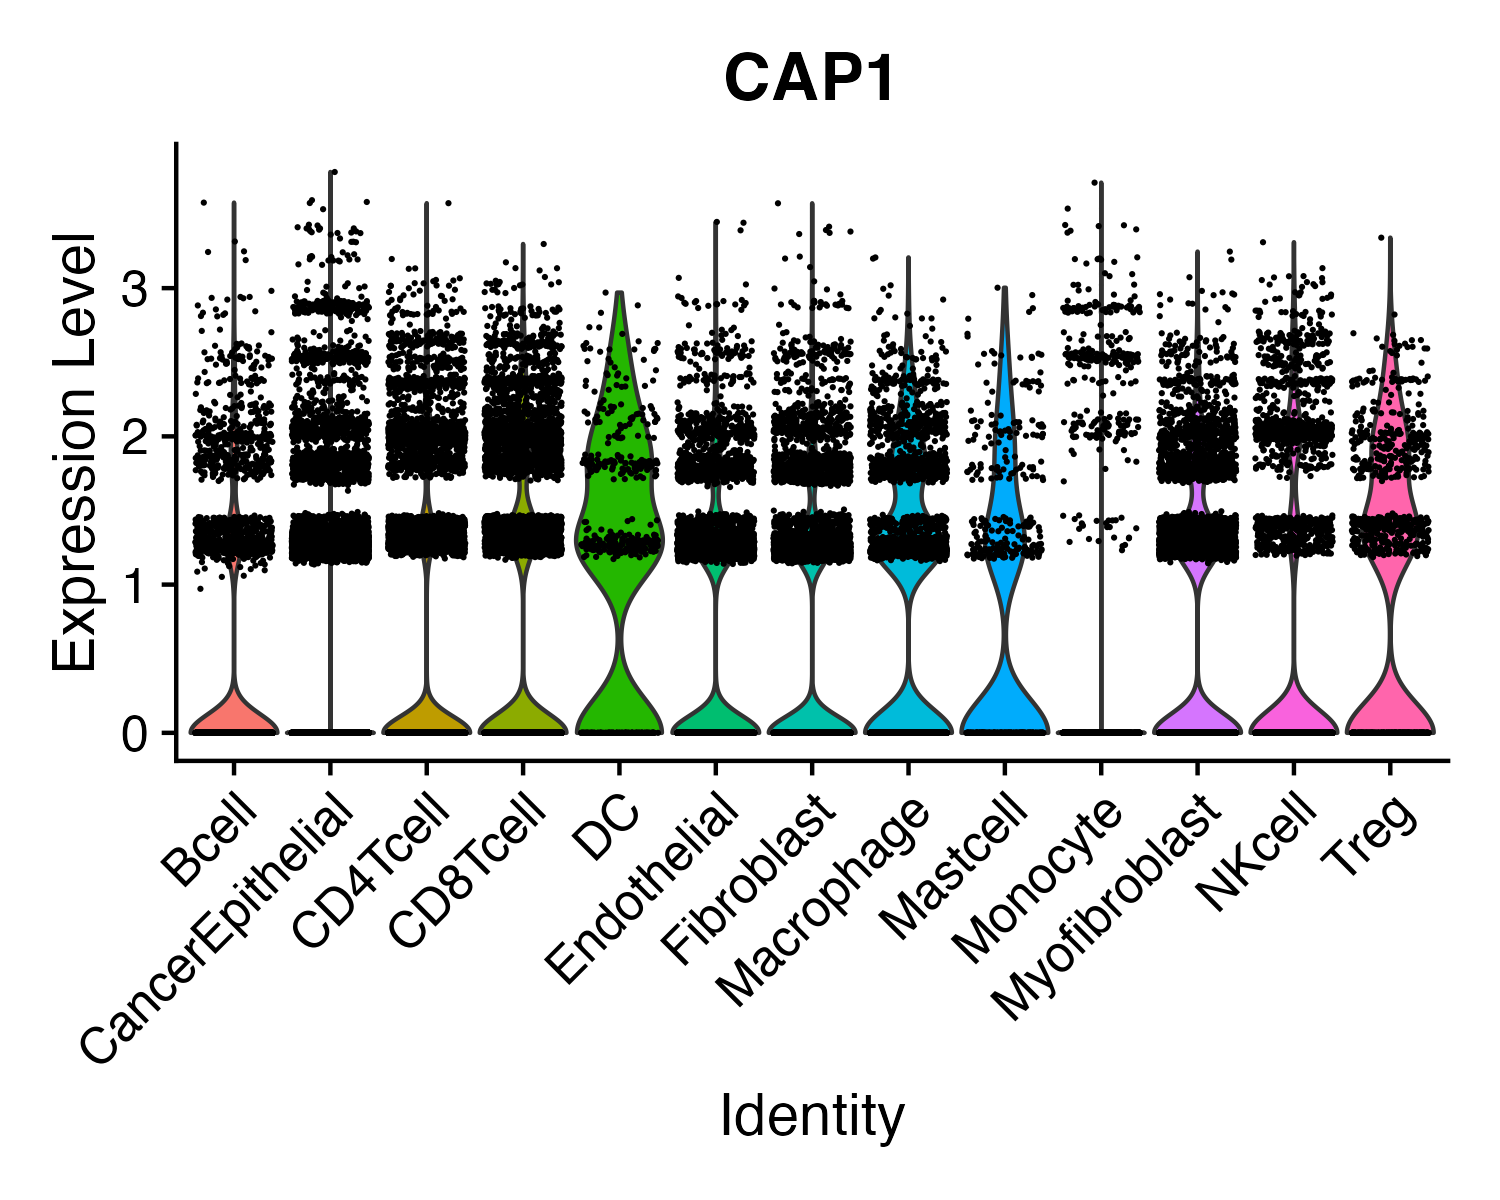 CAP1
Expression Level
3
2
1
0
Bcell
CancerEpithelial
CD4Tcell
CD8Tcell
DC
Endothelial
Fibroblast
Macrophage
Mastcell
Monocyte
Myofibroblast
NKcell
Treg
Identity